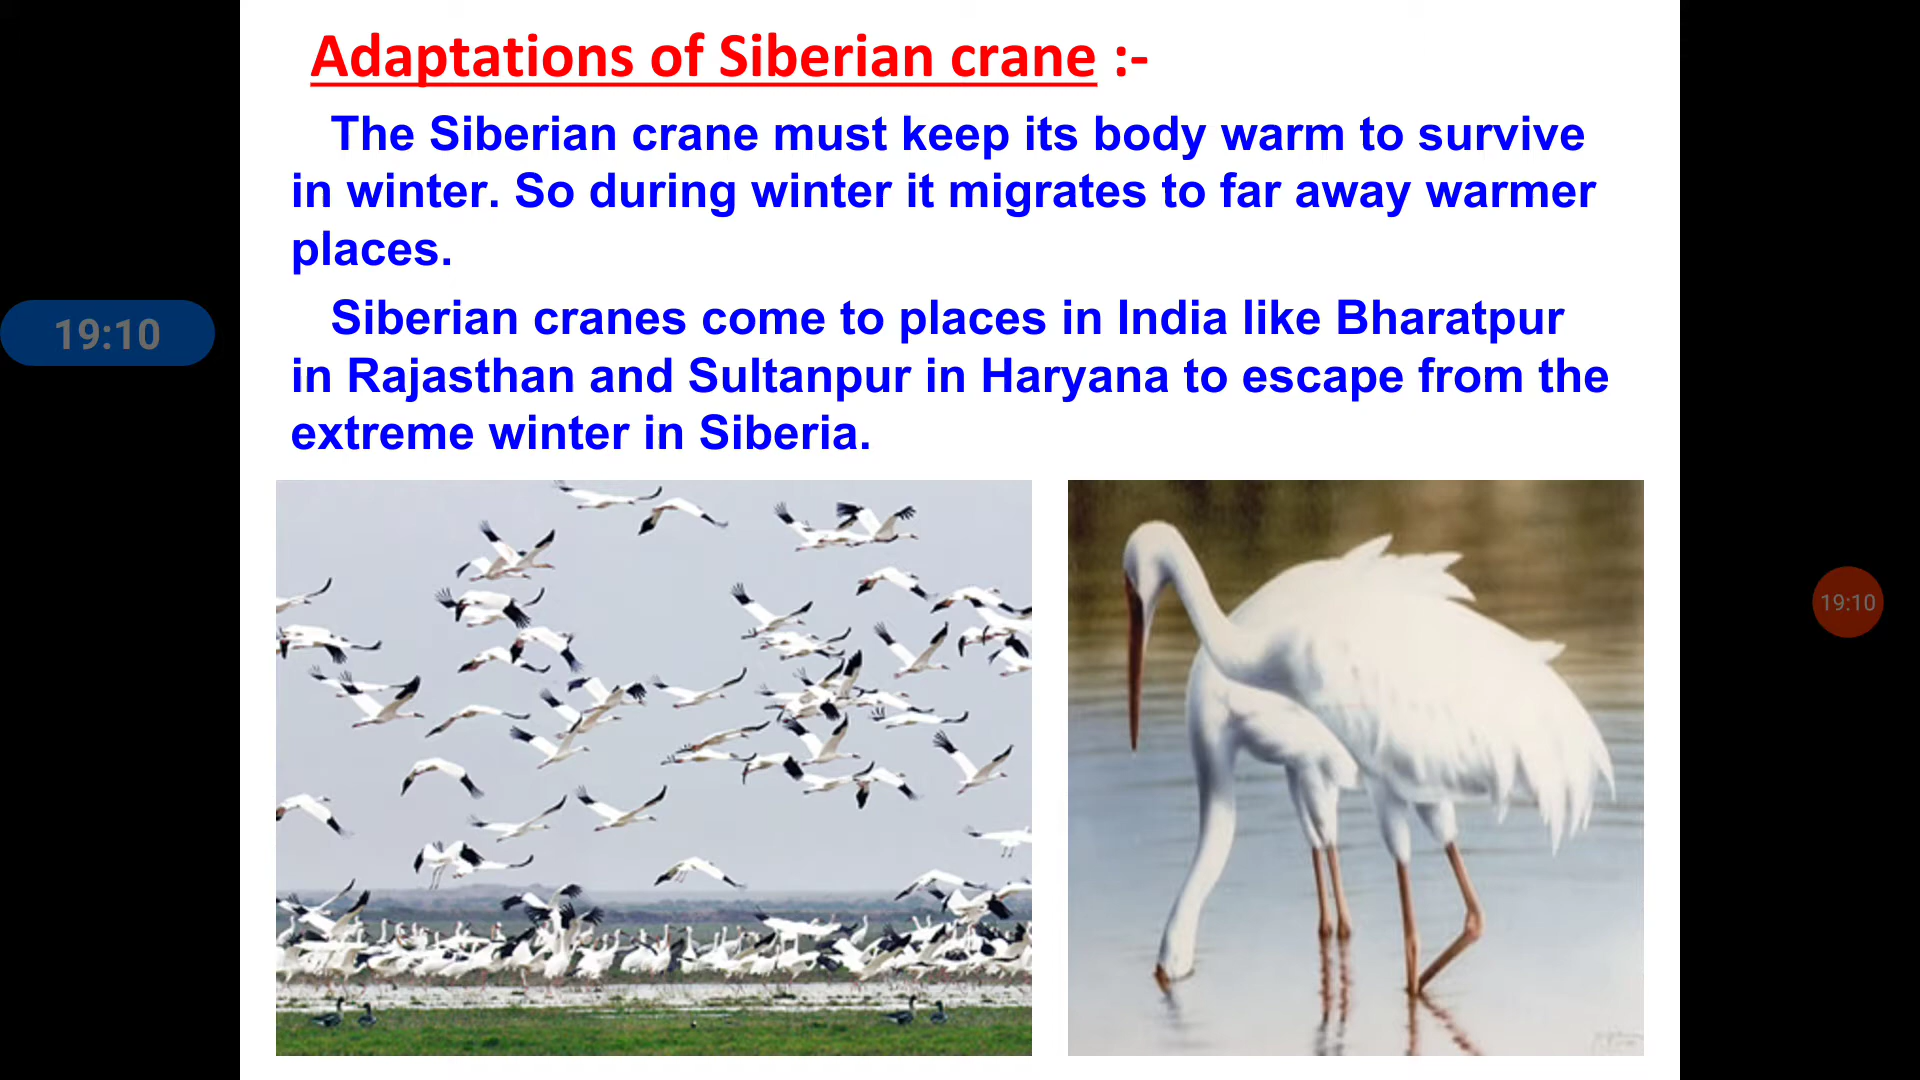 Adaptations of Siberian crane :-
The Siberian crane must keep its body warm to survive
in winter. So during winter it migrates to far away warmer
places.
Siberian cranes come to places in India like Bharatpur
in Rajasthan and Sultanpur in Haryana to escape from the
extreme winter in Siberia.
19:10
19:10